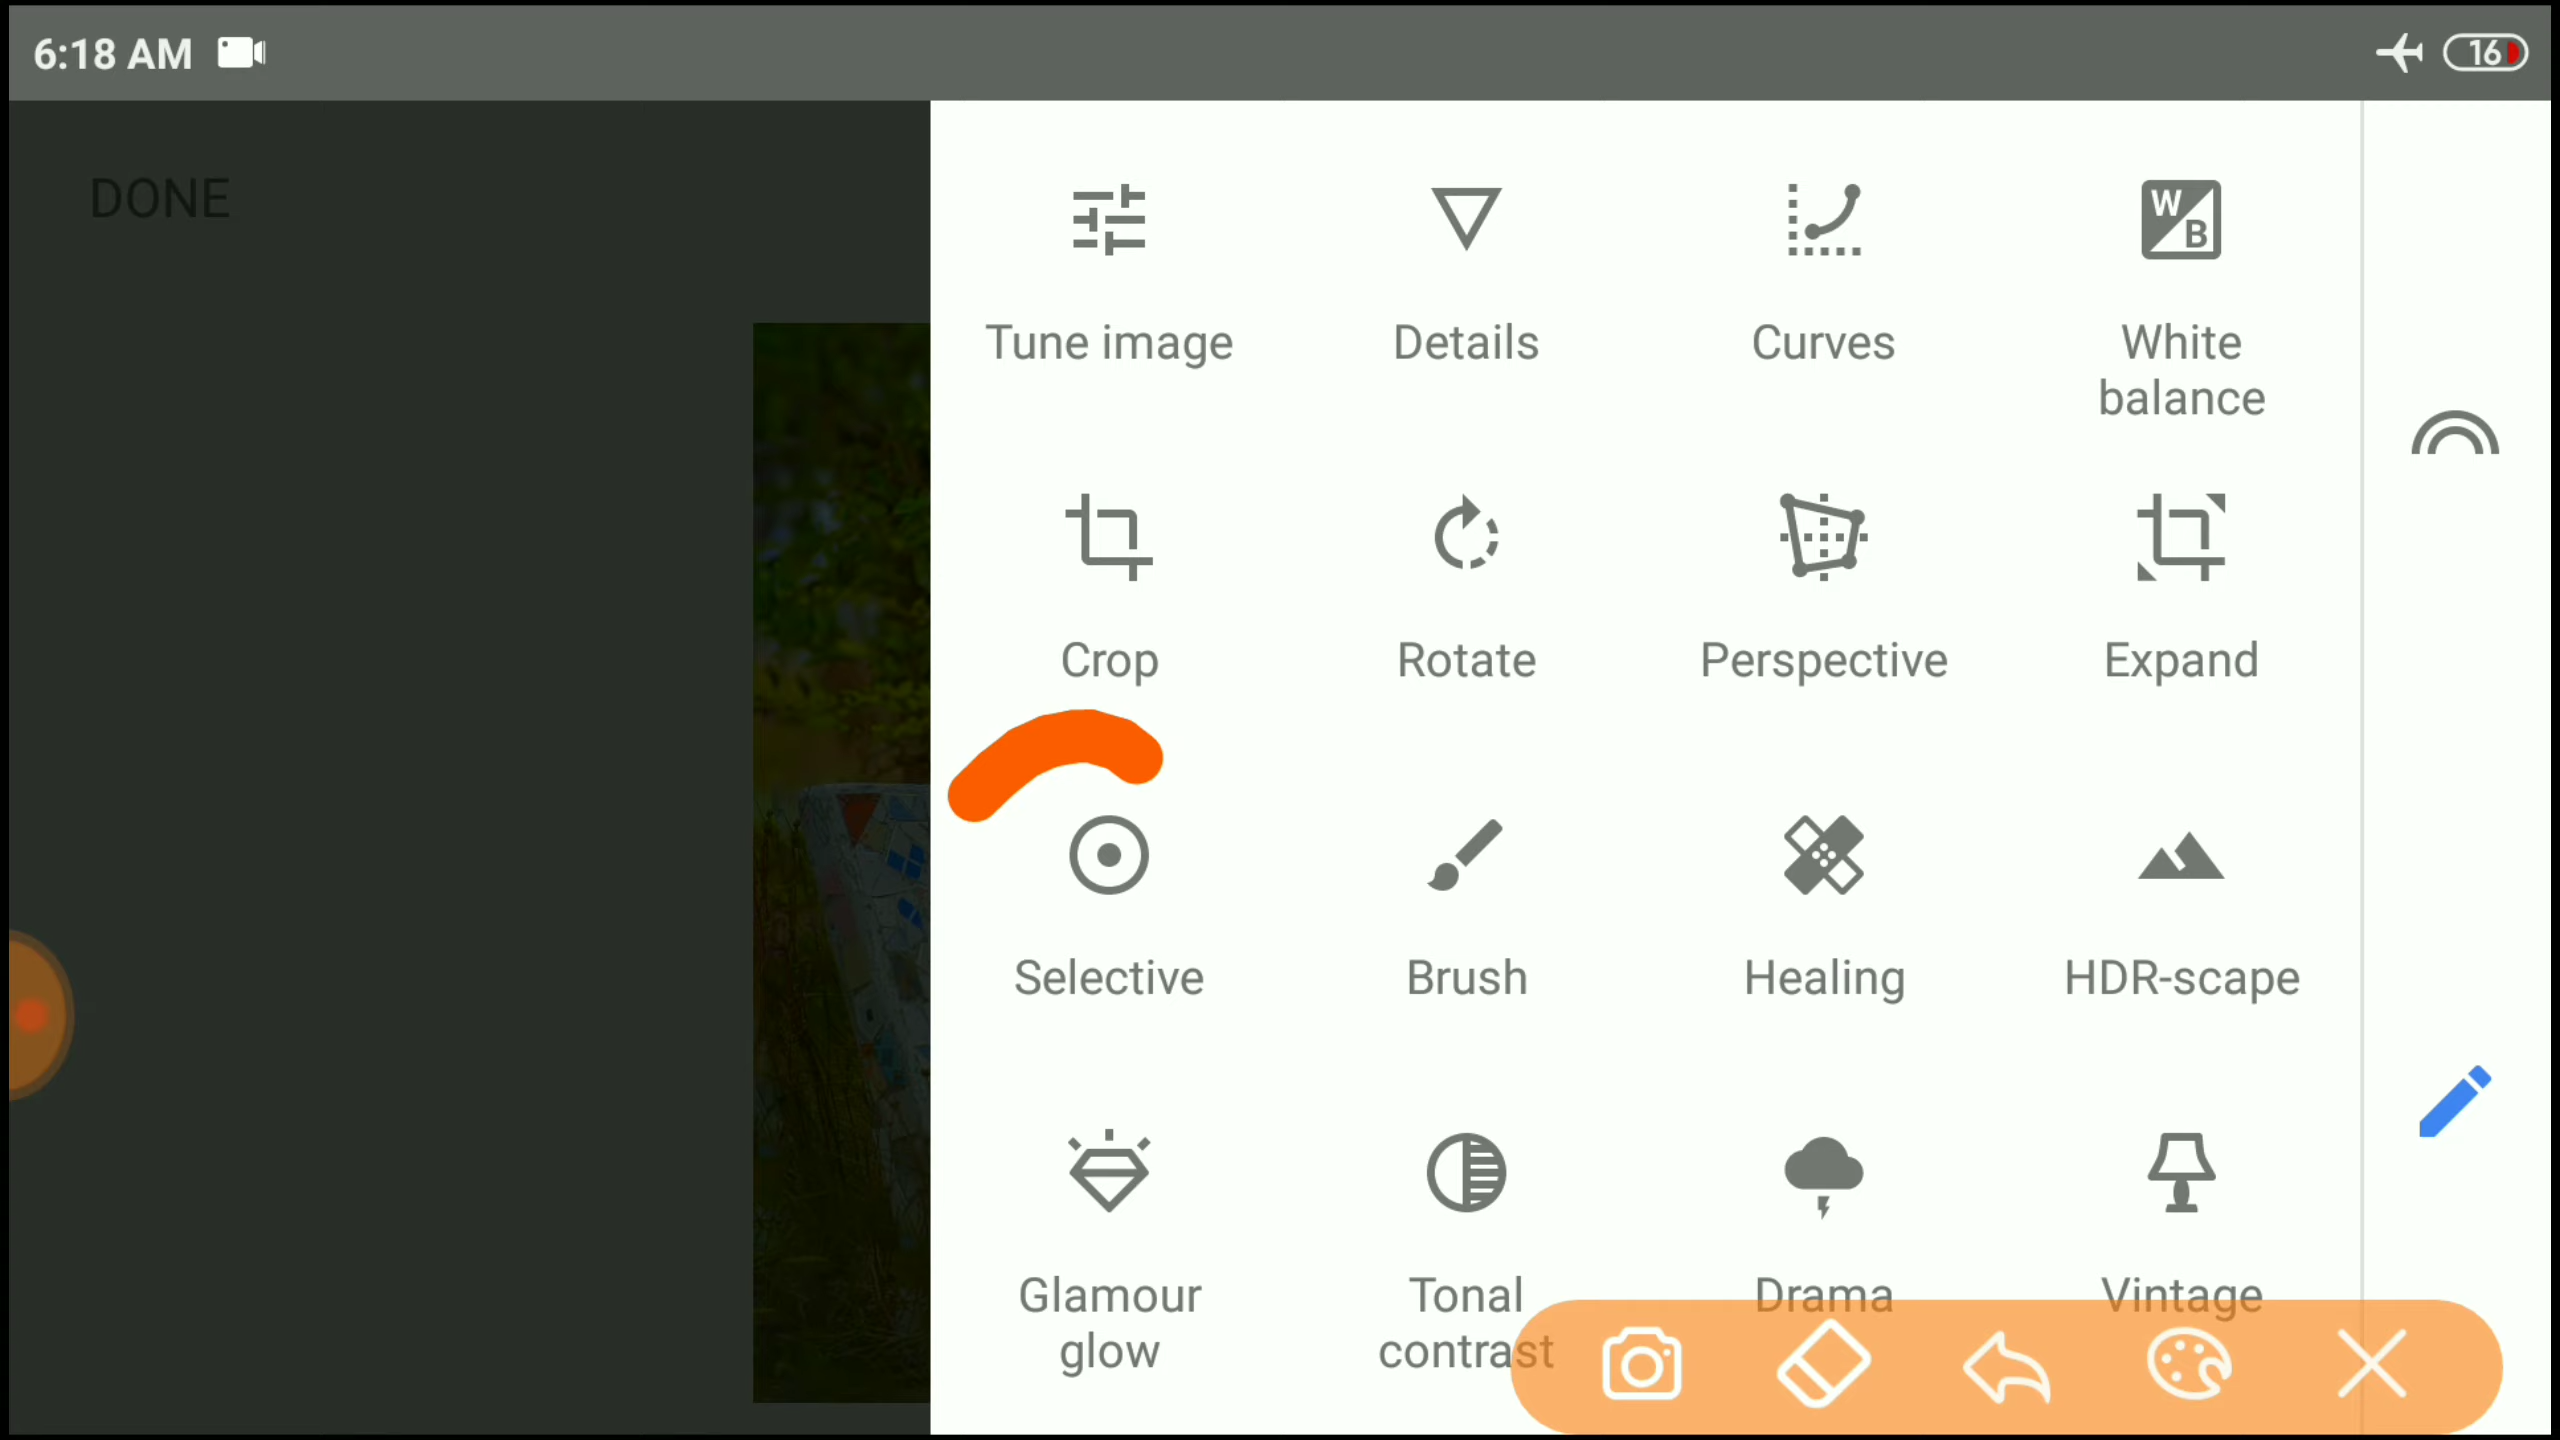 6:18 AM
16
DONE
Tune image
Details
Curves
W
B
White
balance
Crop
Rotate
Perspective
Expand
Selective
Brush
Healing
HDR-scape
Glamour
glow
Tonal
contrast
Drama
Vintage